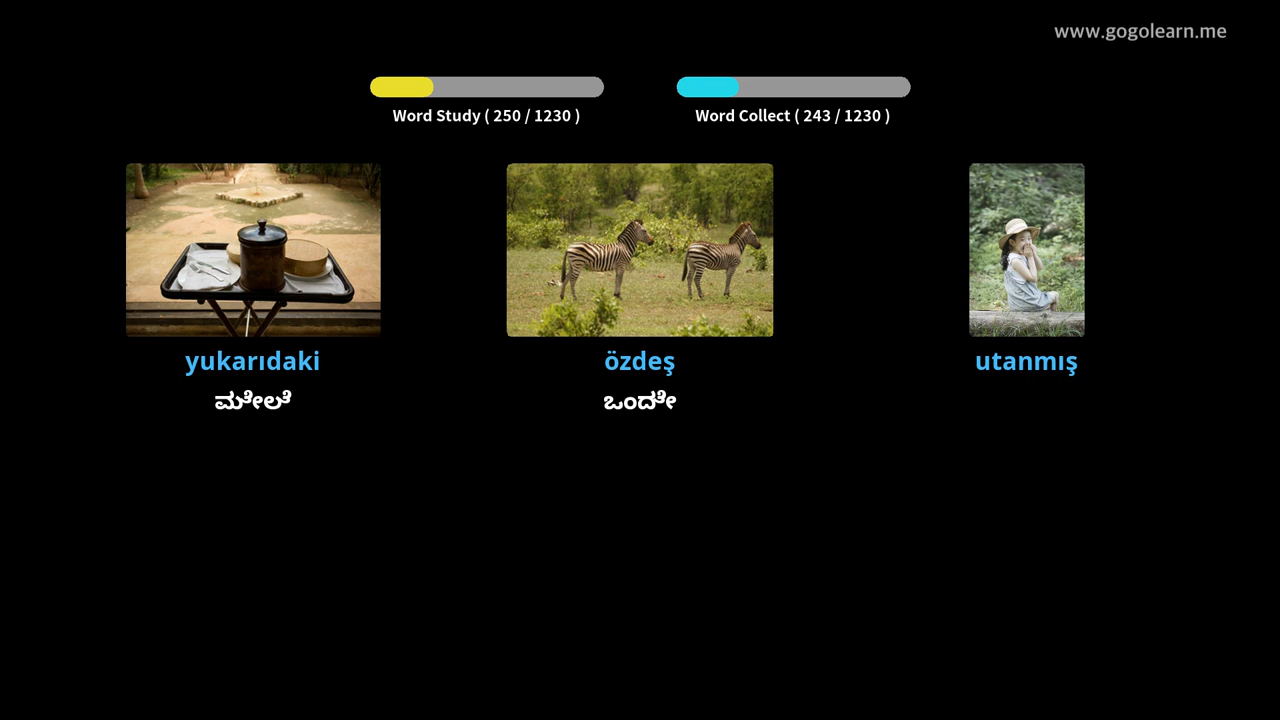 www.gogolearn.me
Word Study ( 250 / 1230 )
Word Collect ( 243 / 1230 )
yukarıdaki
özdeş
utanmış
ಮೇಲೆ
ಒಂದೇ